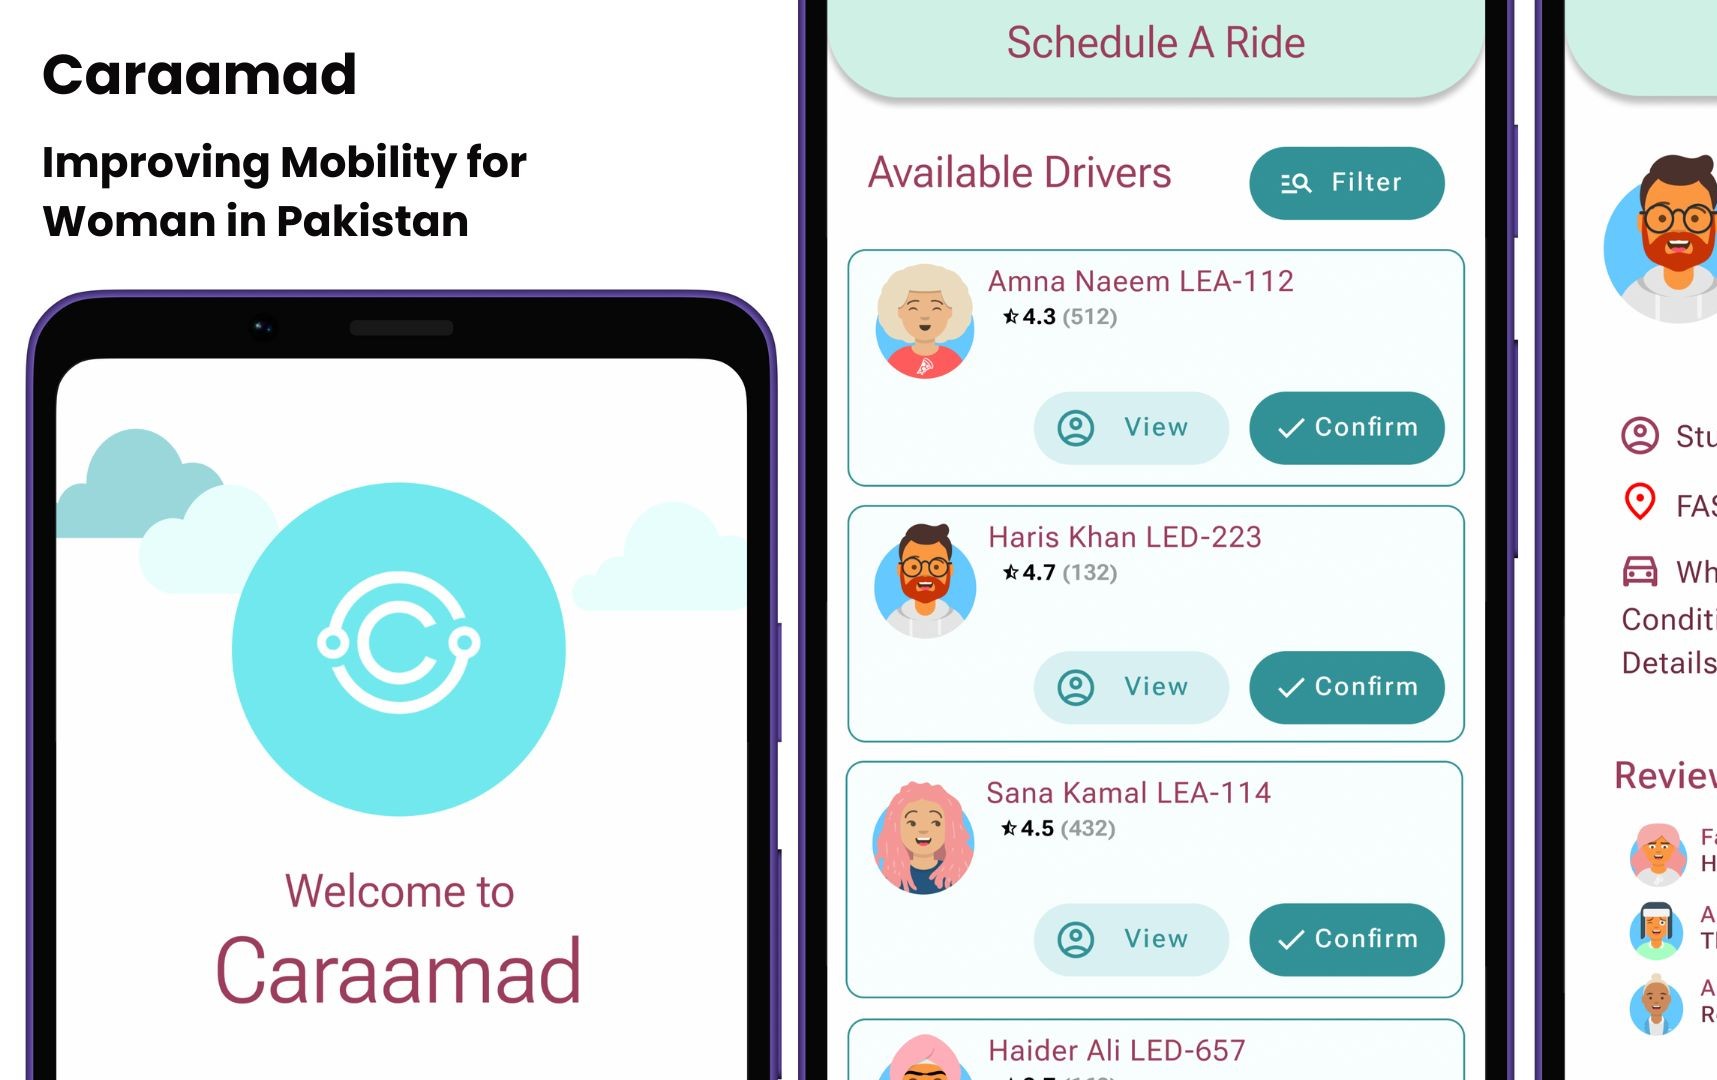 Caraamad
Improving Mobility for
Woman in Pakistan
Welcome to
Caraamad
Schedule A Ride
Available Drivers
Filter
Amna Naeem LEA-112
4.3 (512)
View
Confirm
Haris Khan LED-223
4.7 (132)
View
Confirm
Sana Kamal LEA-114
4.5 (432)
View
Confirm
Haider Ali LED-657
Details